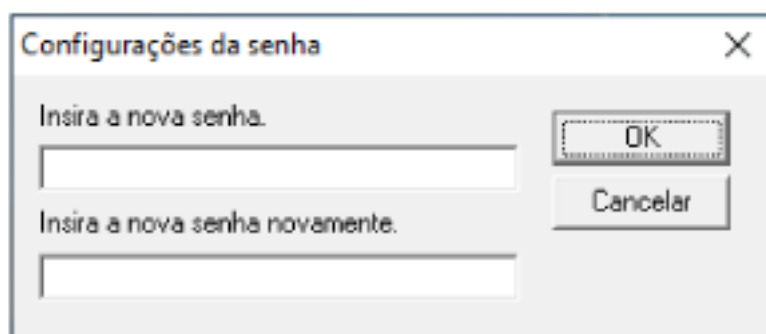 Configurações da senha
Insira a nova senha.
OK
Cancelar
Insira a nova senha novamente.